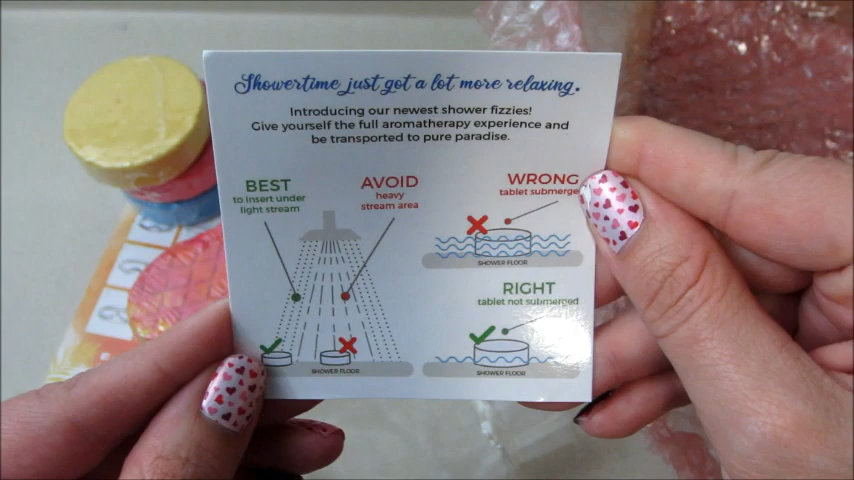 Showertime just got a lot more relaxing.
Introducing our newest shower fizzies!
Give yourself the full aromatherapy experience and
be transported to pure paradise.
BEST
to insert under
light stream
AVOID
heavy
stream area
SHOWER FLOOR
WRONG
tablet submerge
SHOWER FLOOR
RIGHT
tablet not submerged
SHOWER FLOOR